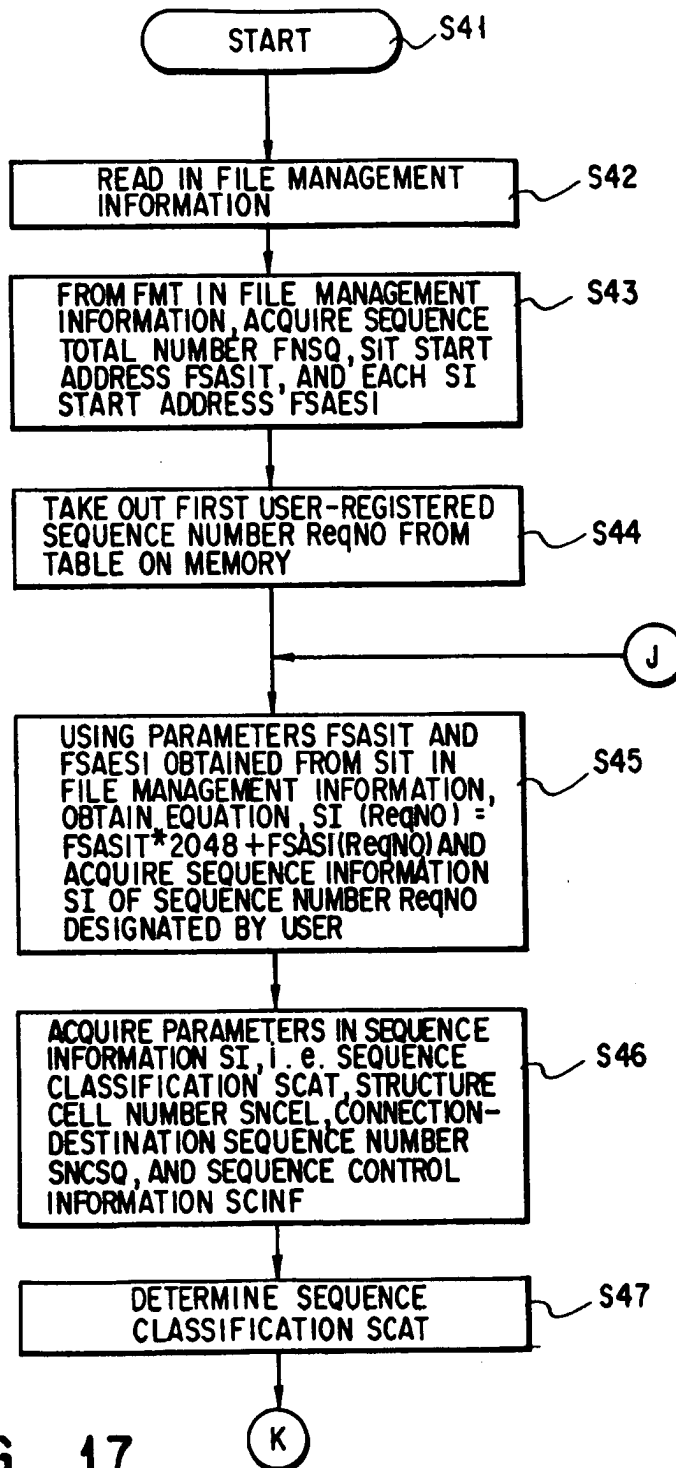 START
S41
READ IN FILE MANAGEMENT
INFORMATION
S42
FROM FMT IN FILE MANAGEMENT
INFORMATION, ACQUIRE SEQUENCE
TOTAL NUMBER FNSQ, SIT START
ADDRESS FSASIT, AND EACH SI
START ADDRESS FSAESI
S43
TAKE OUT FIRST USER-REGISTERED
SEQUENCE NUMBER ReqNO FROM
TABLE ON MEMORY
S44
J
USING PARAMETERS FSASIT AND
FSAESI OBTAINED FROM SIT IN
FILE MANAGEMENT INFORMATION,
OBTAIN EQUATION, SI (ReqNO) =
FSASIT*2048+FSASI(ReqNO) AND
ACQUIRE SEQUENCE INFORMATION
SI OF SEQUENCE NUMBER ReqNO
DESIGNATED BY USER
S45
ACQUIRE PARAMETERS IN SEQUENCE
INFORMATION SI, i.e. SEQUENCE
CLASSIFICATION SCAT, STRUCTURE
CELL NUMBER SNCEL, CONNECTION-
DESTINATION SEQUENCE NUMBER
SNCSQ, AND SEQUENCE CONTROL
INFORMATION SCINF
S46
DETERMINE SEQUENCE
CLASSIFICATION SCAT
S47
K
G. 17